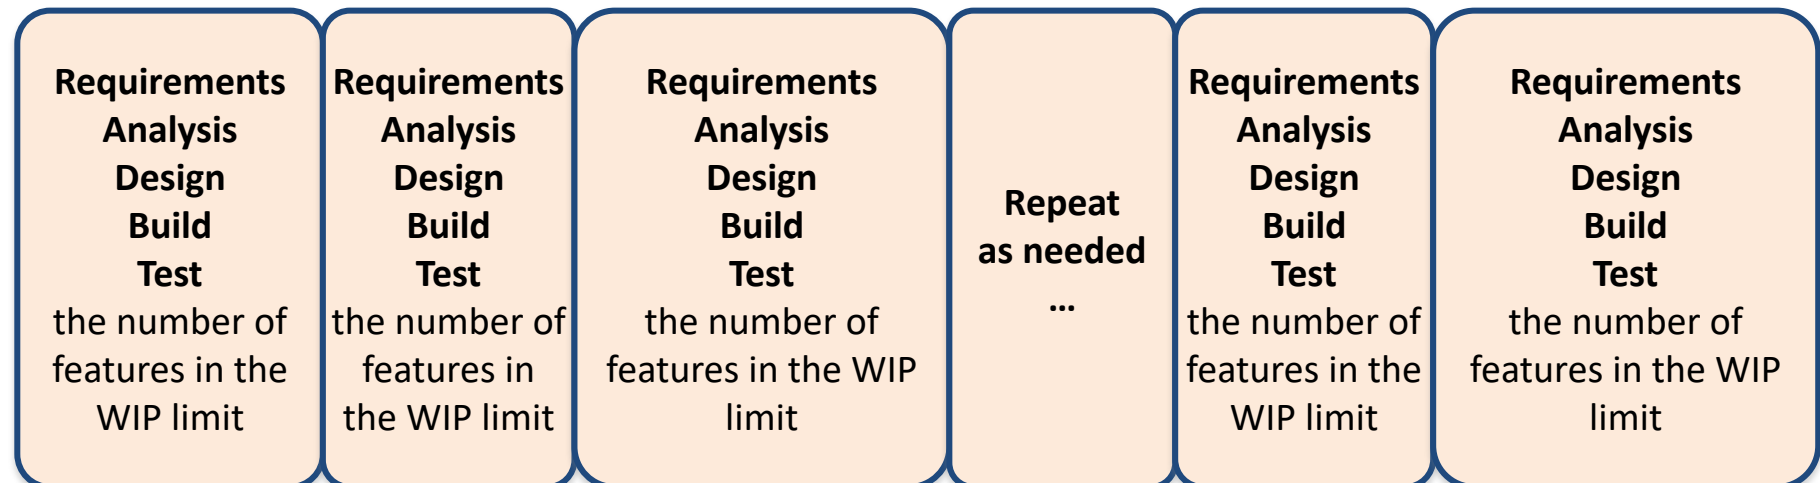 Requirements
Analysis
Design
Build
Test
the number of
features in the
WIP limit
Requirements
Analysis
Design
Build
Test
the number of
features in
the WIP limit
Requirements
Analysis
Design
Build
Test
the number of
features in the WIP
limit
Repeat
as needed
...
Requirements
Analysis
Design
Build
Test
the number of
features in the
WIP limit
Requirements
Analysis
Design
Build
Test
the number of
features in the WIP
limit